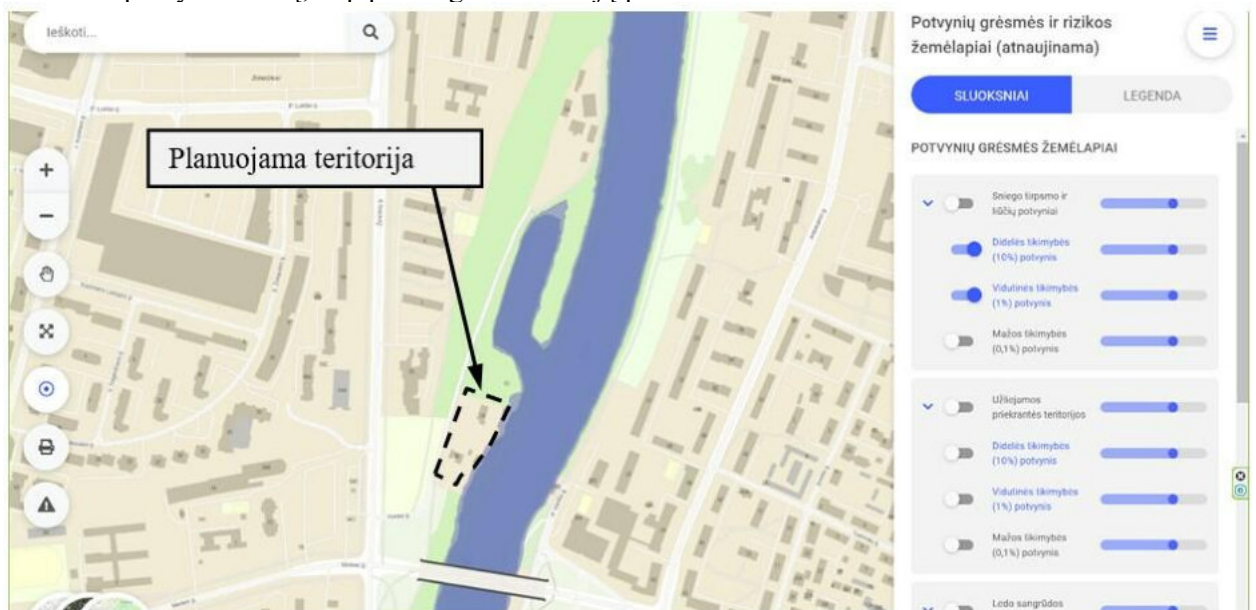 Ieškoti...
Planuojama teritorija
Potvynių grėsmės ir rizikos
žemėlapiai (atnaujinama)
SLUOKSNIAI
LEGENDA
POTVYNIŲ GRĖSMĖS ŽEMĖLAPIAI
Sniego tirpsmo ir
liūčių potvyniai
Didelės tikimybės
(10%) potvynis
Vidutinės tikimybės
(1%) potvynis
Mažos tikimybės
(0,1%) potvynis
Užliejamos
priekrantės teritorijos
Didelės tikimybės
(10%) potvynis
Vidutinės tikimybės
(1%) potvynis
Mažos tikimybės
(0,1%) potvynis
Ledo sangrūdos